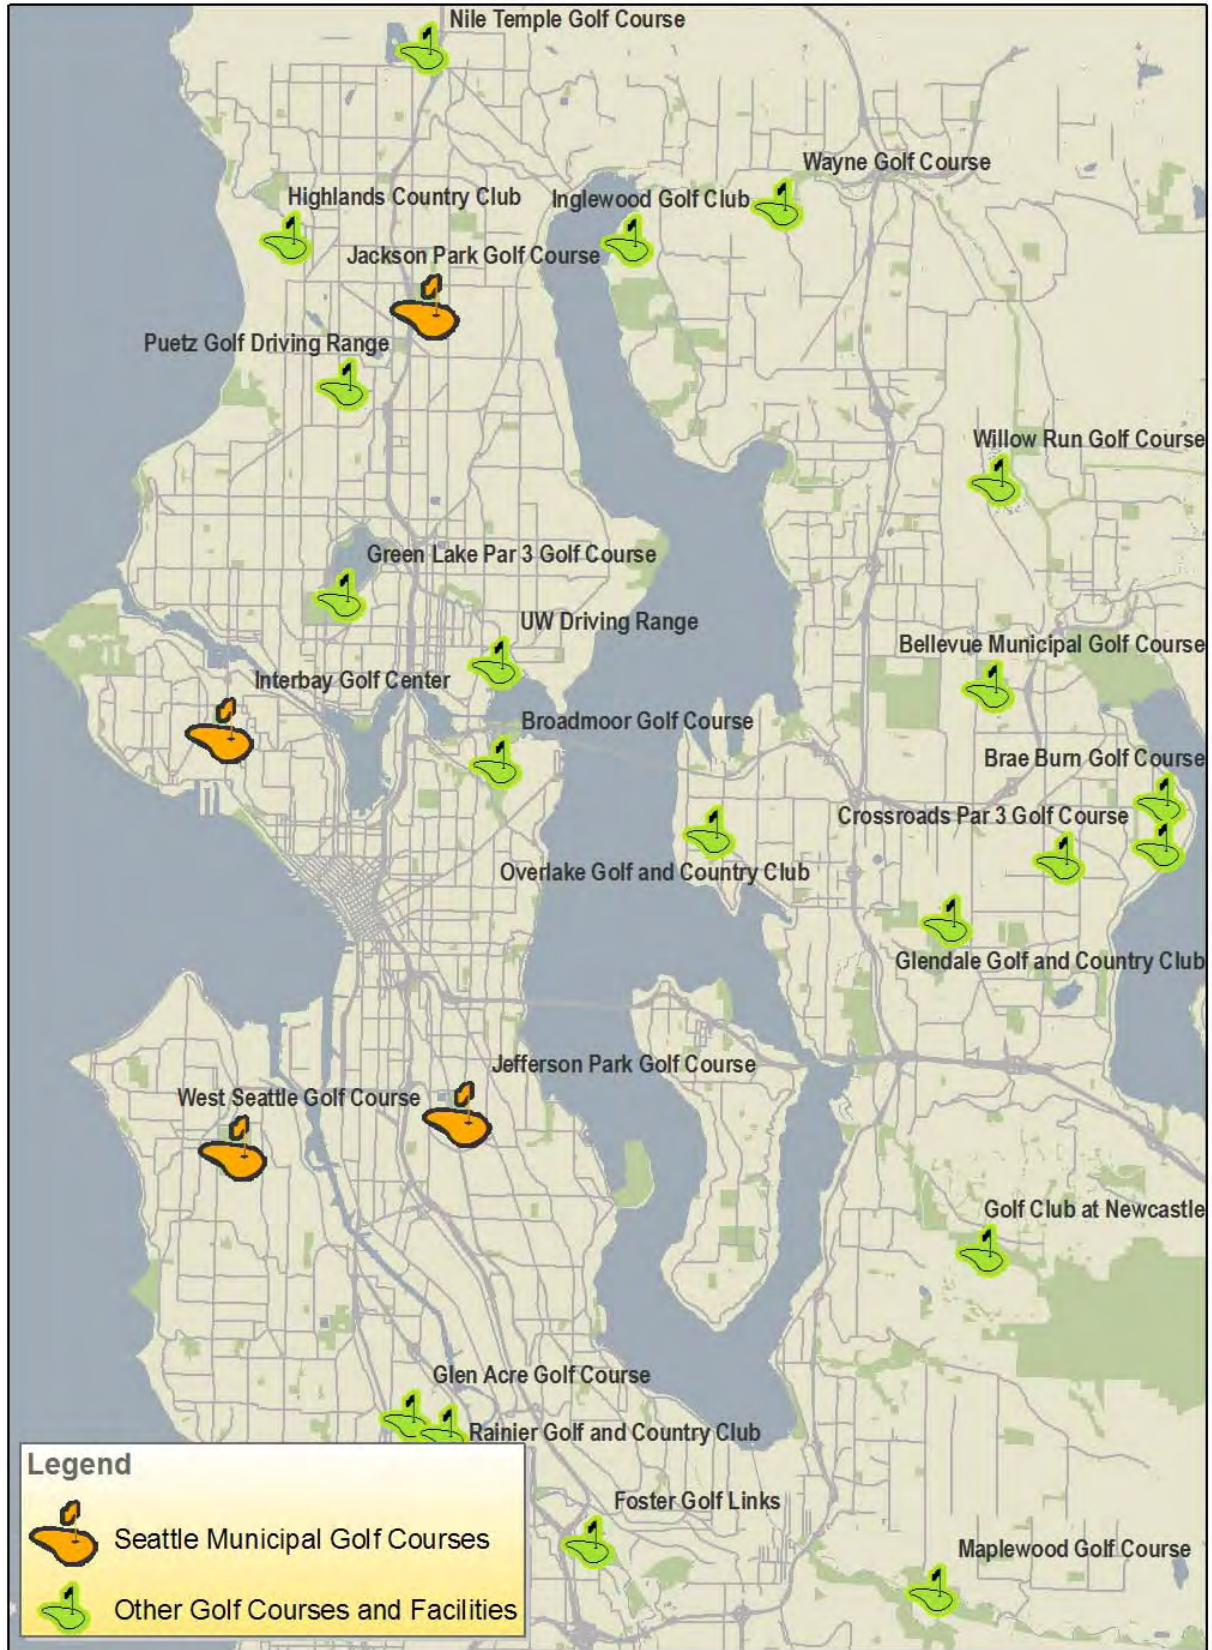 Nile Temple Golf Course
Wayne Golf Course
Highlands Country Club
Inglewood Golf Club
Jackson Park Golf Course
Puetz Golf Driving Range
Willow Run Golf Course
Green Lake Par 3 Golf Course
UW Driving Range
Bellevue Municipal Golf Course
Interbay Golf Center
Broadmoor Golf Course
Brae Burn Golf Course
Crossroads Par 3 Golf Course
Overlake Golf and Country Club
Glendale Golf and Country Club
Jefferson Park Golf Course
West Seattle Golf Course
Golf Club at Newcastle
Glen Acre Golf Course
Rainier Golf and Country Club
Legend
Foster Golf Links
Seattle Municipal Golf Courses
Maplewood Golf Course
Other Golf Courses and Facilities